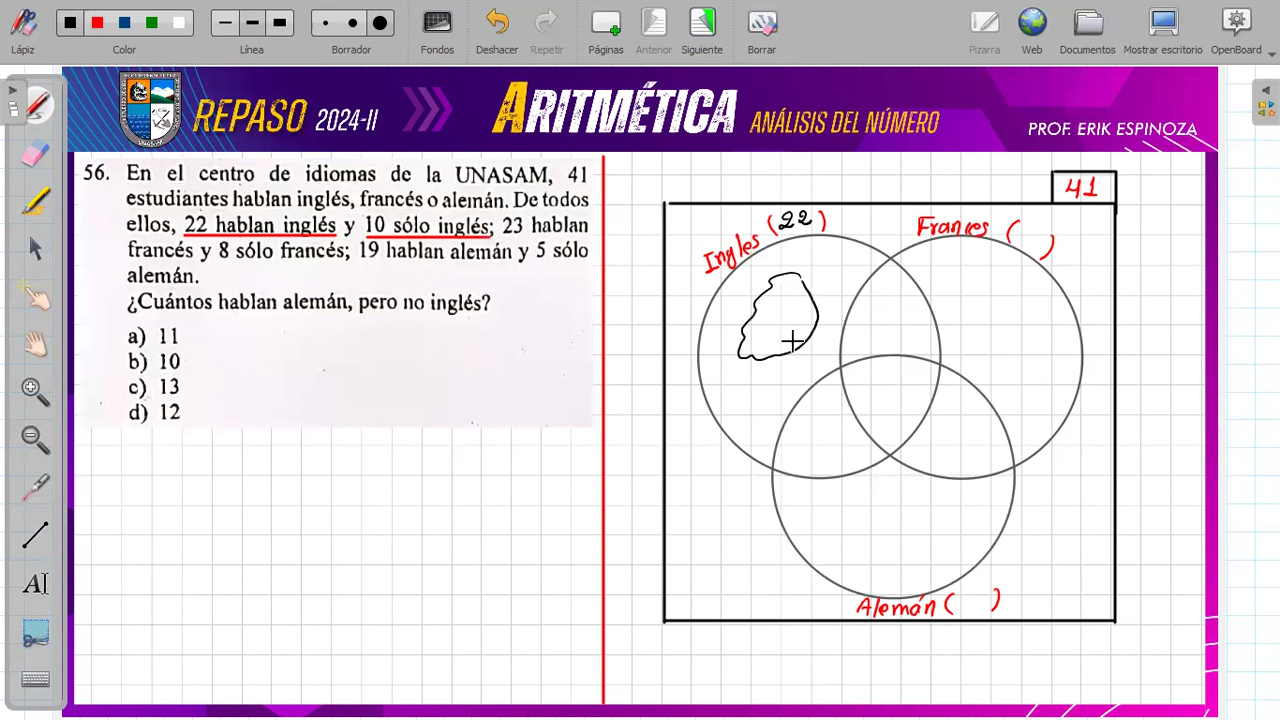 Lápiz
Color
Línea
Borrador
Fondos
Deshacer
Repetir
Páginas
Anterior
Siguiente
Borrar
Pizarra
Web
Documentos
Mostrar escritorio
OpenBoard
REPASO 2024-II
ARITMÉTICA
ANÁLISIS DEL NÚMERO
PROF. ERIK ESPINOZA
56. En el centro de idiomas de la UNASAM, 41
estudiantes hablan inglés, francés o alemán. De todos
ellos, 22 hablan inglés y 10 sólo inglés; 23 hablan
francés y 8 sólo francés; 19 hablan alemán y 5 sólo
alemán.
¿Cuántos hablan alemán, pero no inglés?
a) 11
b) 10
c) 13
d) 12
41
Ingles (22)
Frances ( )
Alemán ( )